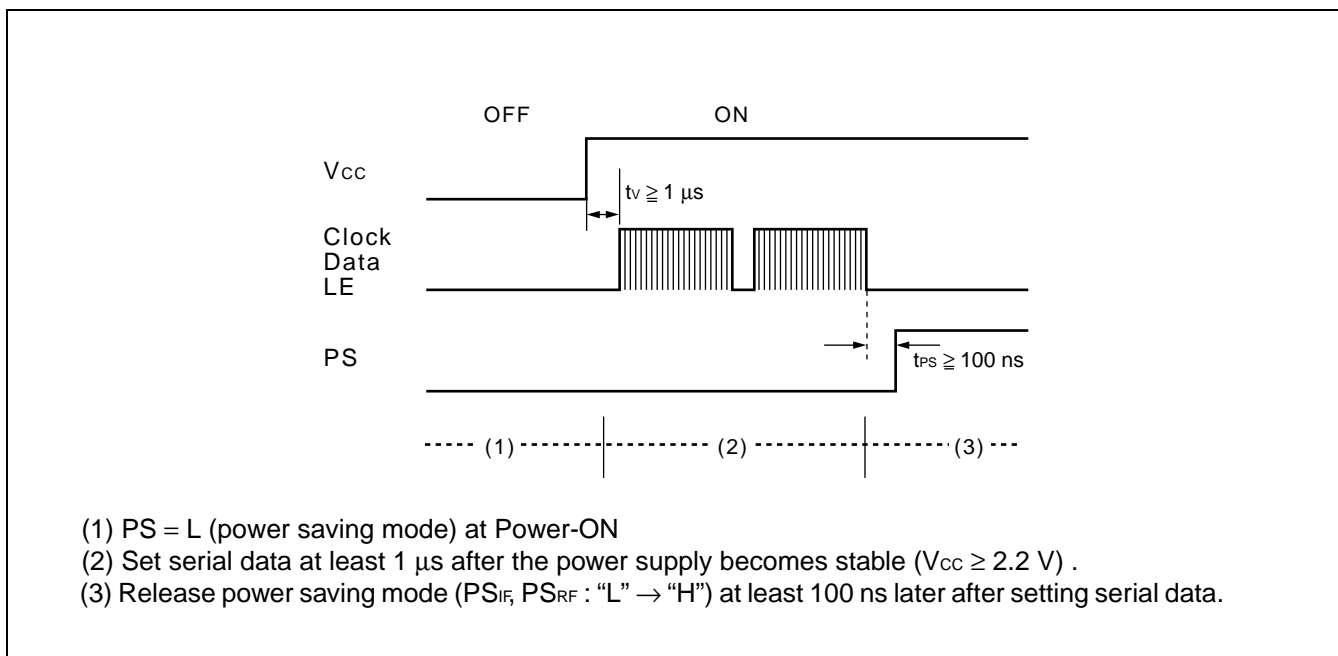 OFF ON
Vcc
tv ≧ 1 μs
Clock
Data
LE
PS
tPS ≧ 100 ns
(1) (2) (3)
(1) PS = L (power saving mode) at Power-ON
(2) Set serial data at least 1 μs after the power supply becomes stable (Vcc ≥ 2.2 V) .
(3) Release power saving mode (PSIF, PSRF : “L” → “H”) at least 100 ns later after setting serial data.